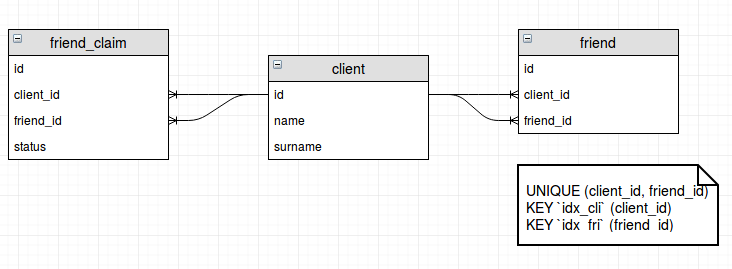 friend_claim
id
client_id
friend_id
status
client
id
name
surname
friend
id
client_id
friend_id
UNIQUE (client_id, friend_id)
KEY `idx_cli` (client_id)
KEY `idx_fri` (friend_id)